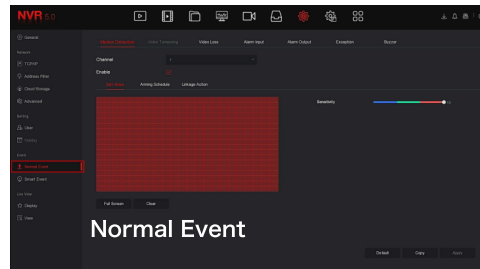 NVR 5.0
General
Motion Detection Video Tampering Video Loss Alarm Input Alarm Output Exception Buzzer
Network
TCP/IP
Channel 1
Address Filter
Enable
Cloud Storage
Arming Schedule Linkage Action
Advanced
Sensitivity
User
Holiday
Event
Normal Event
Smart Event
Live View
Display
View
Full Screen Clear
Normal Event
Default Copy Apply